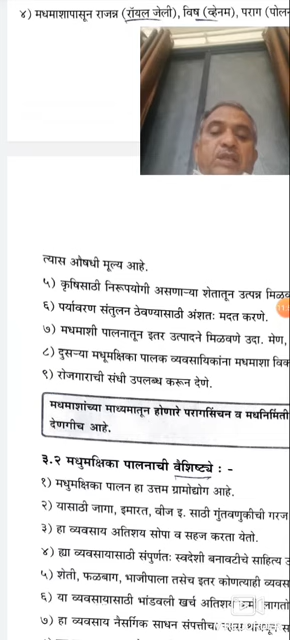 ४) मधमाशापासून राजन्न (रॉयल जेली), विष (व्हेनम), पराग (पोलन
त्यास औषधी मूल्य आहे.
५) कृषिसाठी निरूपयोगी असणाऱ्या शेतातून उत्पन्न मिळव
६) पर्यावरण संतुलन ठेवण्यासाठी अंशतः मदत करणे.
७) मधमाशी पालनातून इतर उत्पादने मिळवणे उदा. मेण,
८) दुसऱ्या मधूमक्षिका पालक व्यवसायिकांना मधमाशा विक
९) रोजगाराची संधी उपलब्ध करून देणे.
मधमाशांच्या माध्यमातून होणारे परागसिंचन व मधनिर्मिती
देणगीच आहे.
३.२ मधुमक्षिका पालनाची वैशिष्ट्ये : -
१) मधुमक्षिका पालन हा उत्तम ग्रामोद्योग आहे.
२) यासाठी जागा, इमारत, वीज इ. साठी गुंतवणुकीची गरज
३) हा व्यवसाय अतिशय सोपा व सहज करता येतो.
४) ह्या व्यवसायासाठी संपुर्णतः स्वदेशी बनावटीचे साहित्य उ
५) शेती, फळबाग, भाजीपाला तसेच इतर कोणत्याही व्यवस
६) या व्यवसायासाठी भांडवली खर्च अतिशय कमी लागतो
७) हा व्यवसाय नैसर्गिक साधन संपत्तीचा